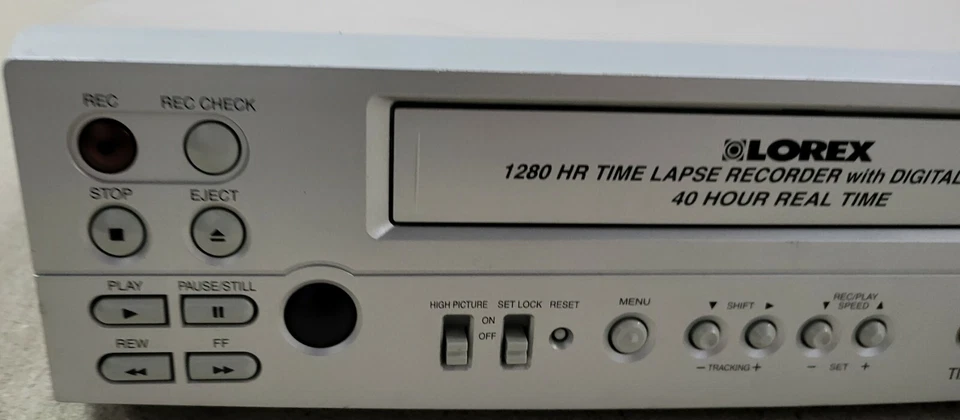 REC REC CHECK
LOREX
1280 HR TIME LAPSE RECORDER with DIGITAL
40 HOUR REAL TIME
STOP EJECT
PLAY PAUSE/STILL
HIGH PICTURE SET LOCK RESET MENU SHIFT REC/PLAY
SPEED
ON
OFF
REW FF
- TRACKING + - SET +